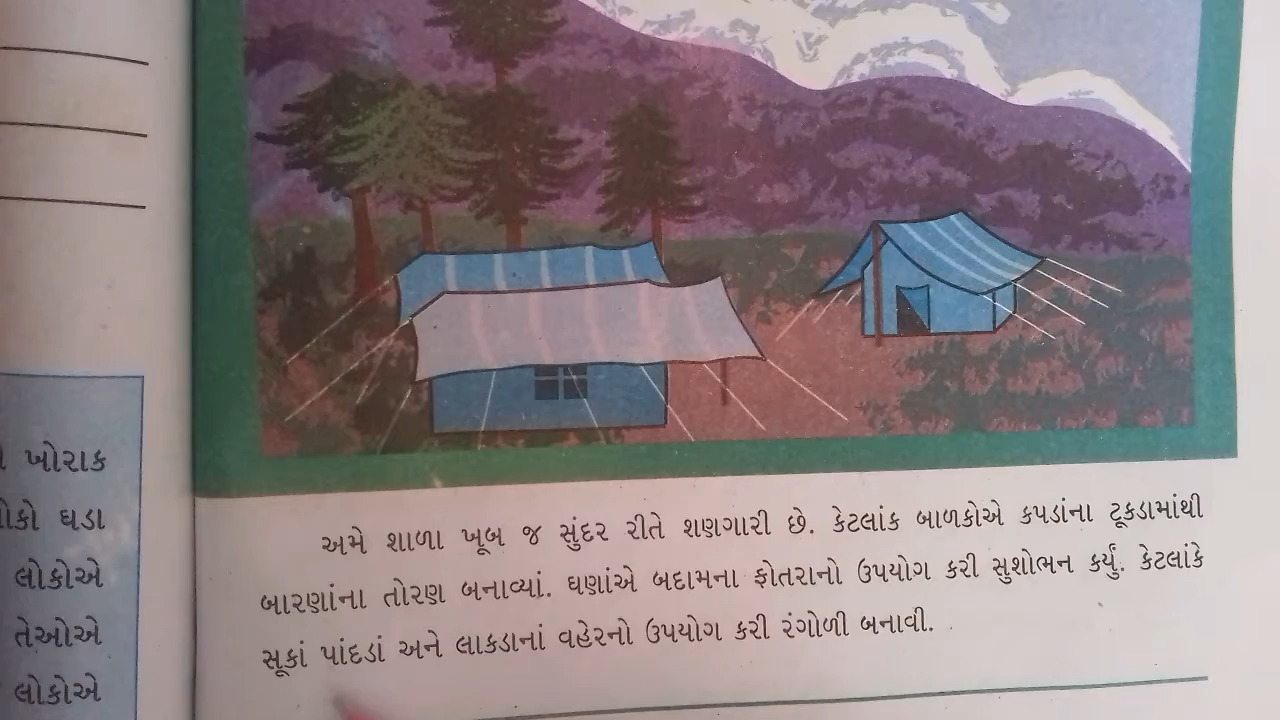 ખોરાક
ઘડા
લોકોએ
તેઓએ
લોકોએ
અમે શાળા ખૂબ જ સુંદર રીતે શણગારી છે. કેટલાંક બાળકોએ કપડાંના ટૂકડામાંથી
બારણાંના તોરણ બનાવ્યાં. ઘણાંએ બદામના ફોતરાનો ઉપયોગ કરી સુશોભન કર્યું. કેટલાંકે
સૂકાં પાંદડાં અને લાકડાનાં વહેરનો ઉપયોગ કરી રંગોળી બનાવી.